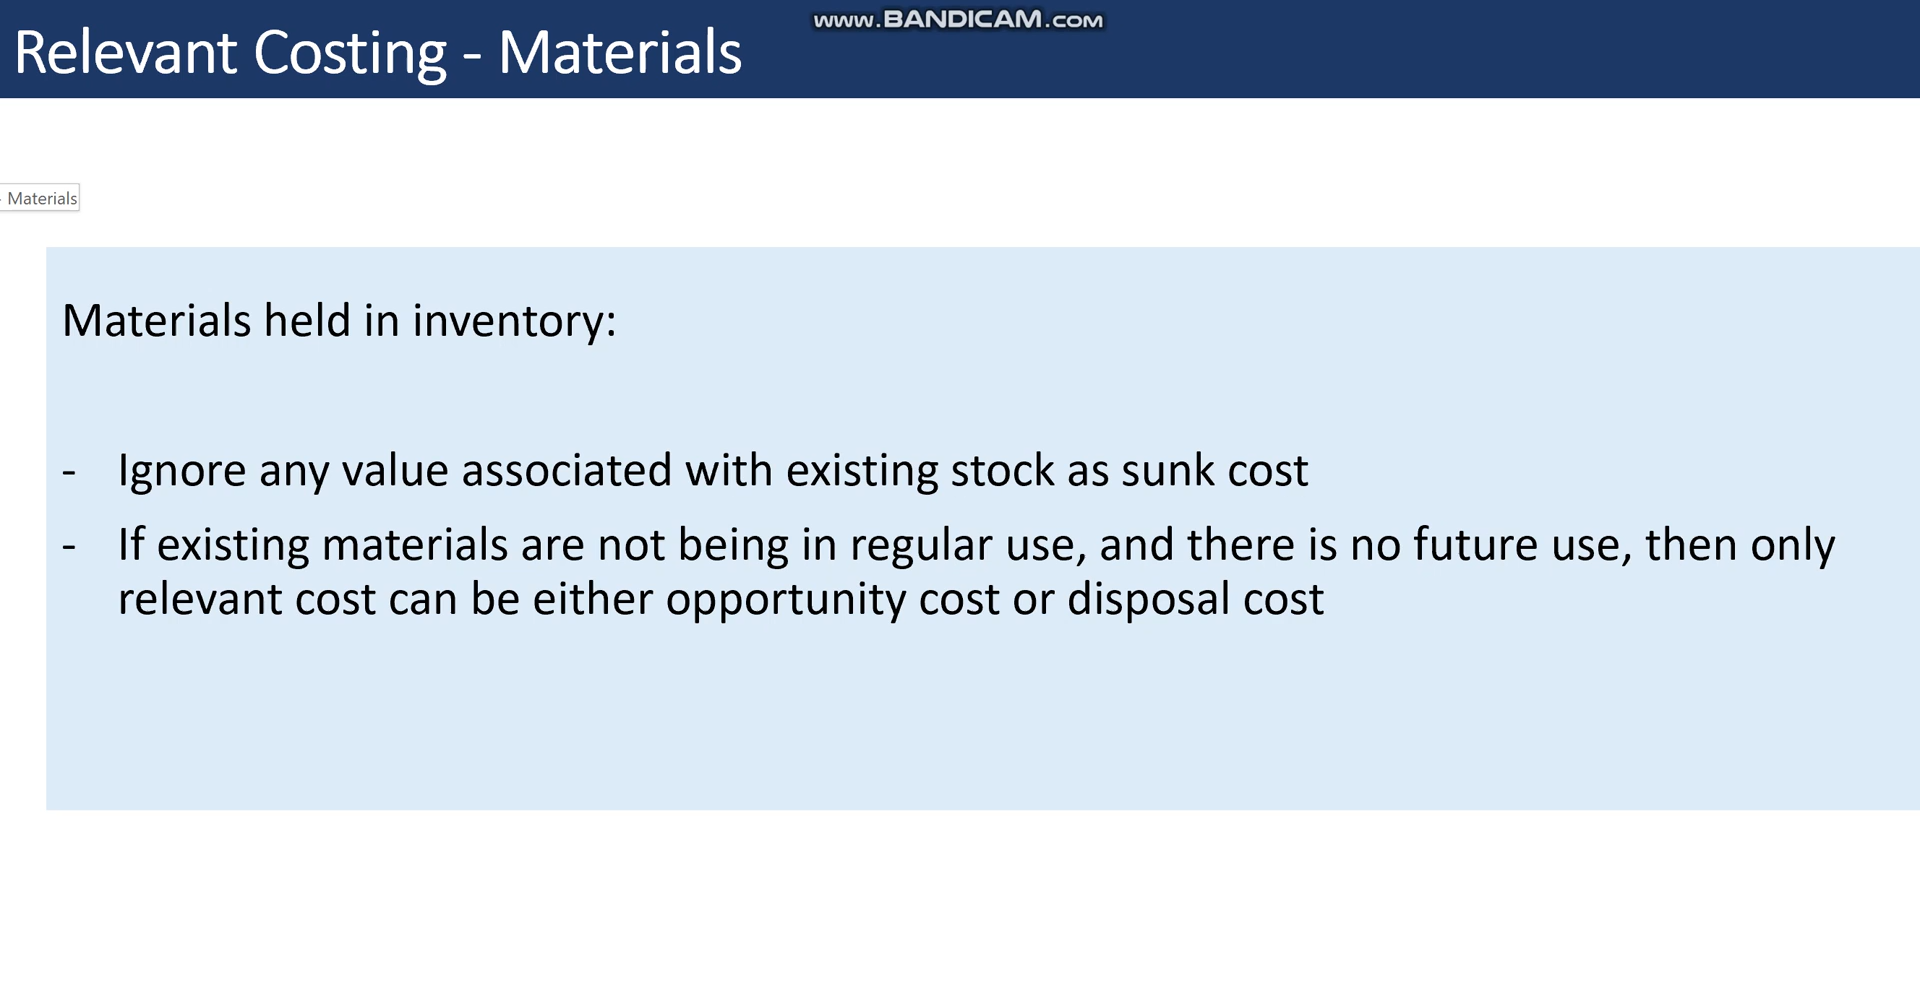 www.BANDICAM.com
Relevant Costing - Materials
- Materials
Materials held in inventory:
- Ignore any value associated with existing stock as sunk cost
- If existing materials are not being in regular use, and there is no future use, then only
relevant cost can be either opportunity cost or disposal cost